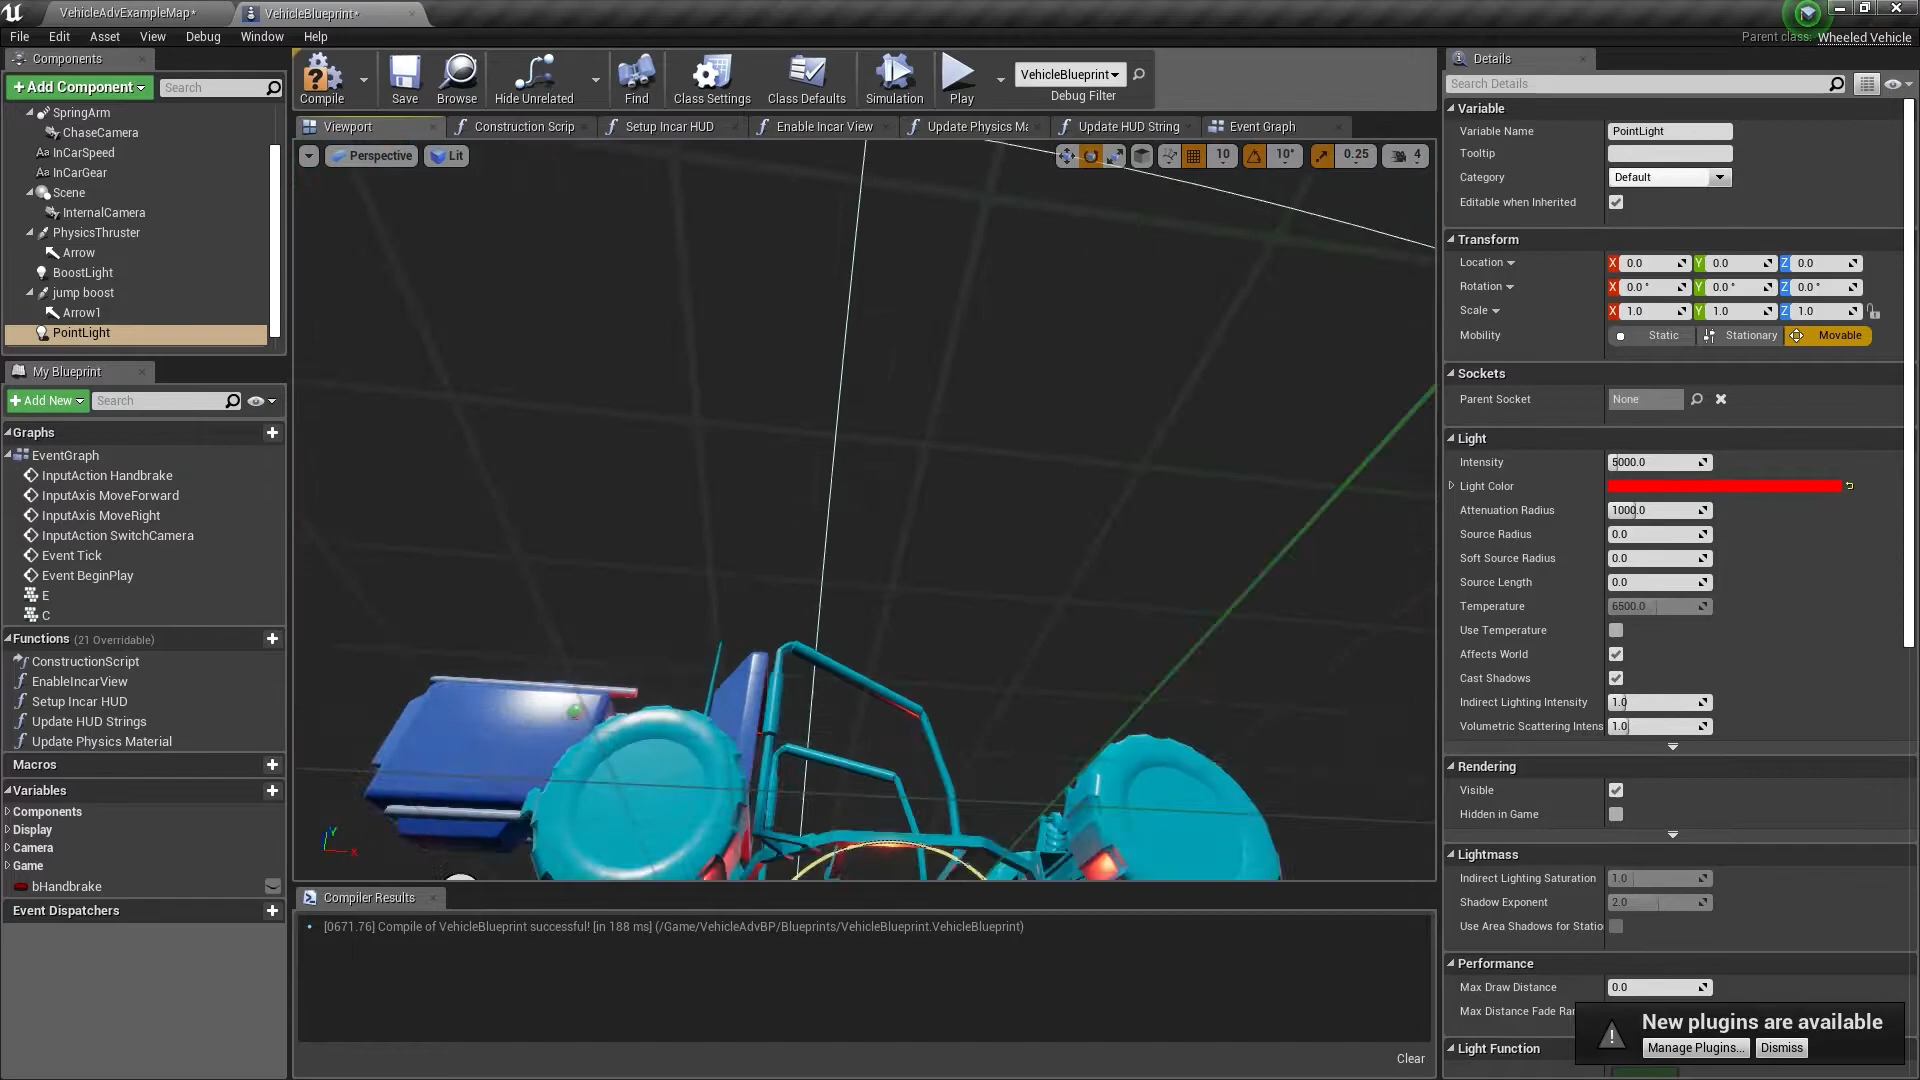 VehicleAdvExampleMap*
VehicleBlueprint*
File Edit Asset View Debug Window Help
Parent class: Wheeled Vehicle
Components
Add Component
Search
SpringArm
ChaseCamera
InCarSpeed
InCarGear
Scene
InternalCamera
PhysicsThruster
Arrow
BoostLight
jump boost
Arrow1
PointLight
My Blueprint
Add New
Search
Graphs
EventGraph
InputAction Handbrake
InputAxis MoveForward
InputAxis MoveRight
InputAction SwitchCamera
Event Tick
Event BeginPlay
E
C
Functions (21 Overridable)
ConstructionScript
EnableIncarView
Setup Incar HUD
Update HUD Strings
Update Physics Material
Macros
Variables
Components
Display
Camera
Game
bHandbrake
Event Dispatchers
Compile
Save
Browse
Hide Unrelated
Find
Class Settings
Class Defaults
Simulation
Play
VehicleBlueprint
Debug Filter
Viewport
Construction Scrip
Setup Incar HUD
Enable Incar View
Update Physics Ma
Update HUD String
Event Graph
Perspective
Lit
10
10°
0.25
4
Y
X
Compiler Results
[0671.76] Compile of VehicleBlueprint successful! [in 188 ms] (/Game/VehicleAdvBP/Blueprints/VehicleBlueprint.VehicleBlueprint)
Clear
Details
Search Details
Variable
Variable Name PointLight
Tooltip
Category Default
Editable when Inherited
Transform
Location X 0.0 Y 0.0 Z 0.0
Rotation X 0.0 ° Y 0.0 ° Z 0.0 °
Scale X 1.0 Y 1.0 Z 1.0
Mobility Static Stationary Movable
Sockets
Parent Socket None
Light
Intensity 5000.0
Light Color
Attenuation Radius 1000.0
Source Radius 0.0
Soft Source Radius 0.0
Source Length 0.0
Temperature 6500.0
Use Temperature
Affects World
Cast Shadows
Indirect Lighting Intensity 1.0
Volumetric Scattering Intens 1.0
Rendering
Visible
Hidden in Game
Lightmass
Indirect Lighting Saturation 1.0
Shadow Exponent 2.0
Use Area Shadows for Statio
Performance
Max Draw Distance 0.0
Max Distance Fade Ran
Light Function
New plugins are available
Manage Plugins...
Dismiss